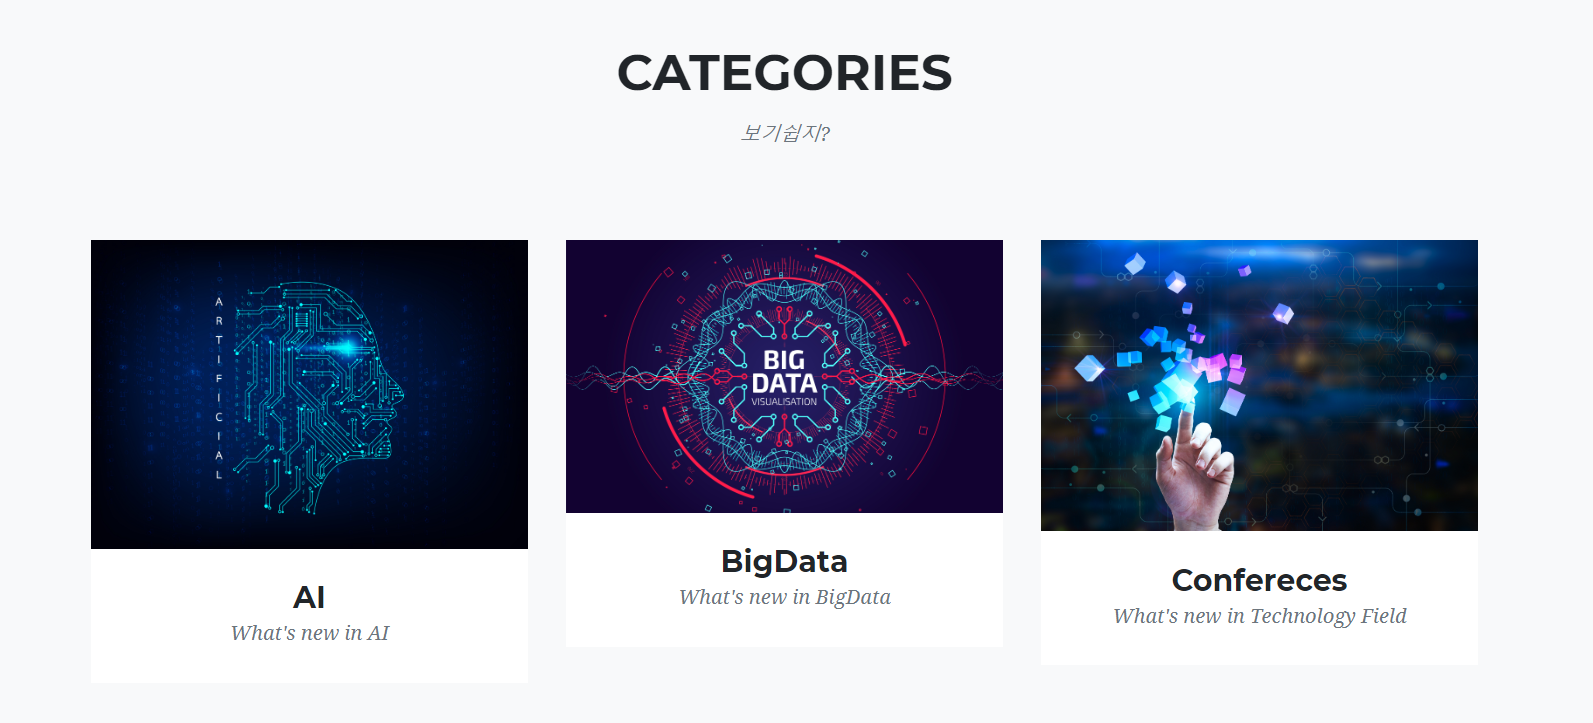 CATEGORIES
보기쉽지?
ARTIFICIAL
BIG
DATA
VISUALISATION
AI
What's new in AI
BigData
What's new in BigData
Confereces
What's new in Technology Field